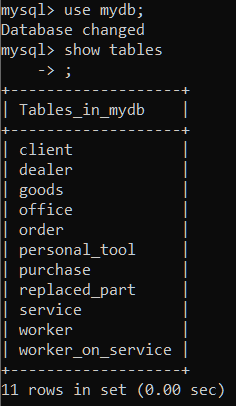 mysql> use mydb;
Database changed
mysql> show tables
    -> ;
+-------------------+
| Tables_in_mydb    |
+-------------------+
| client            |
| dealer            |
| goods             |
| office            |
| order             |
| personal_tool     |
| purchase          |
| replaced_part     |
| service           |
| worker            |
| worker_on_service |
+-------------------+
11 rows in set (0.00 sec)